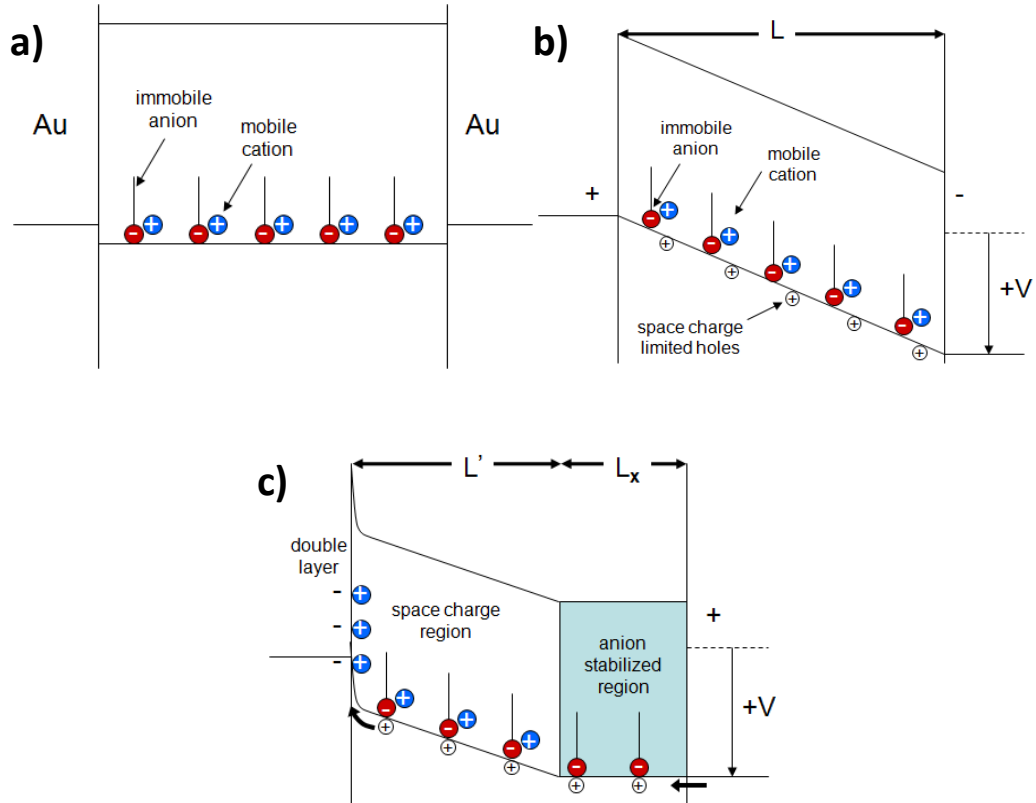 a)
Au
immobile
anion
mobile
cation
Au
b)
L
immobile
anion
mobile
cation
+
-
space charge
limited holes
+V
c)
L'
Lx
double
layer
-
-
-
space charge
region
anion
stabilized
region
+
+V